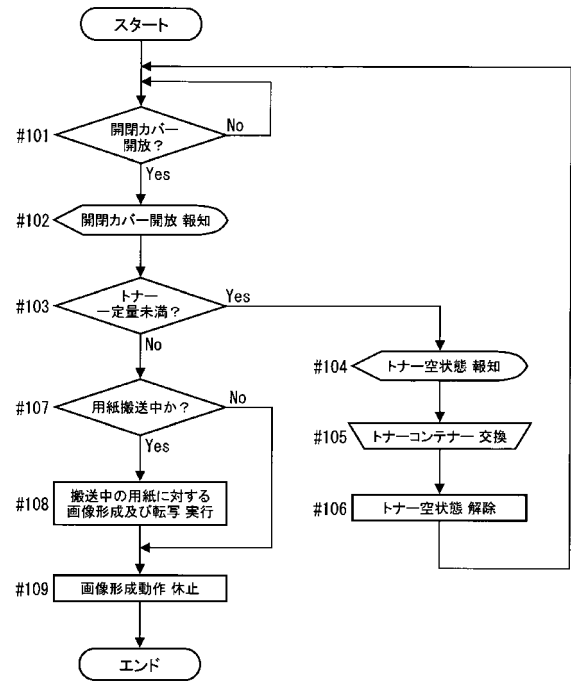 スタート
#101
開閉カバー
開放?
No
Yes
#102
開閉カバー開放 報知
#103
トナー
一定量未満?
Yes
No
#104
トナー空状態 報知
#105
トナーコンテナー 交換
#106
トナー空状態 解除
#107
用紙搬送中か?
No
Yes
#108
搬送中の用紙に対する
画像形成及び転写 実行
#109
画像形成動作 休止
エンド